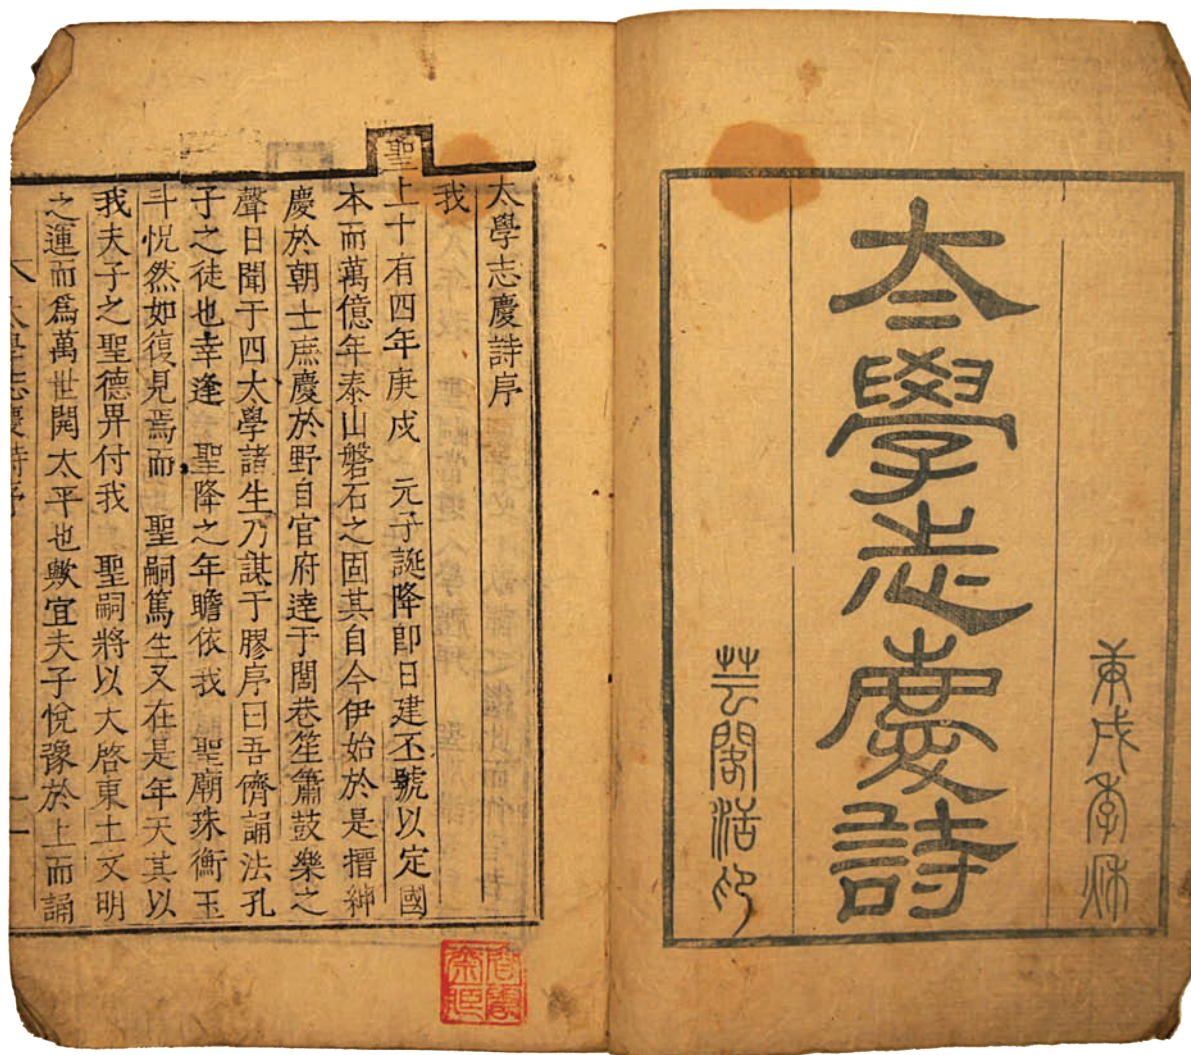 庚戌季秋
太學志慶詩
芸閣活印
太學志慶詩序
我
聖上十有四年庚戌　元子誕降即日建丕號以定國
本而萬億年泰山磐石之固其自今伊始於是搢紳
慶於朝士庶慶於野自官府達于閭巷笙簫鼓樂之
聲日聞于四太學諸生乃謀于膠序曰吾儕誦法孔
子之徒也幸逢　聖降之年瞻依我　聖廟珠衡玉
斗怳然如復見焉而　聖嗣篤生又在是年天其以
我夫子之聖德畀付我　聖嗣將以大啓東土文明
之運而爲萬世開太平也歟宜夫子悅豫於上而誦
太學志慶詩序